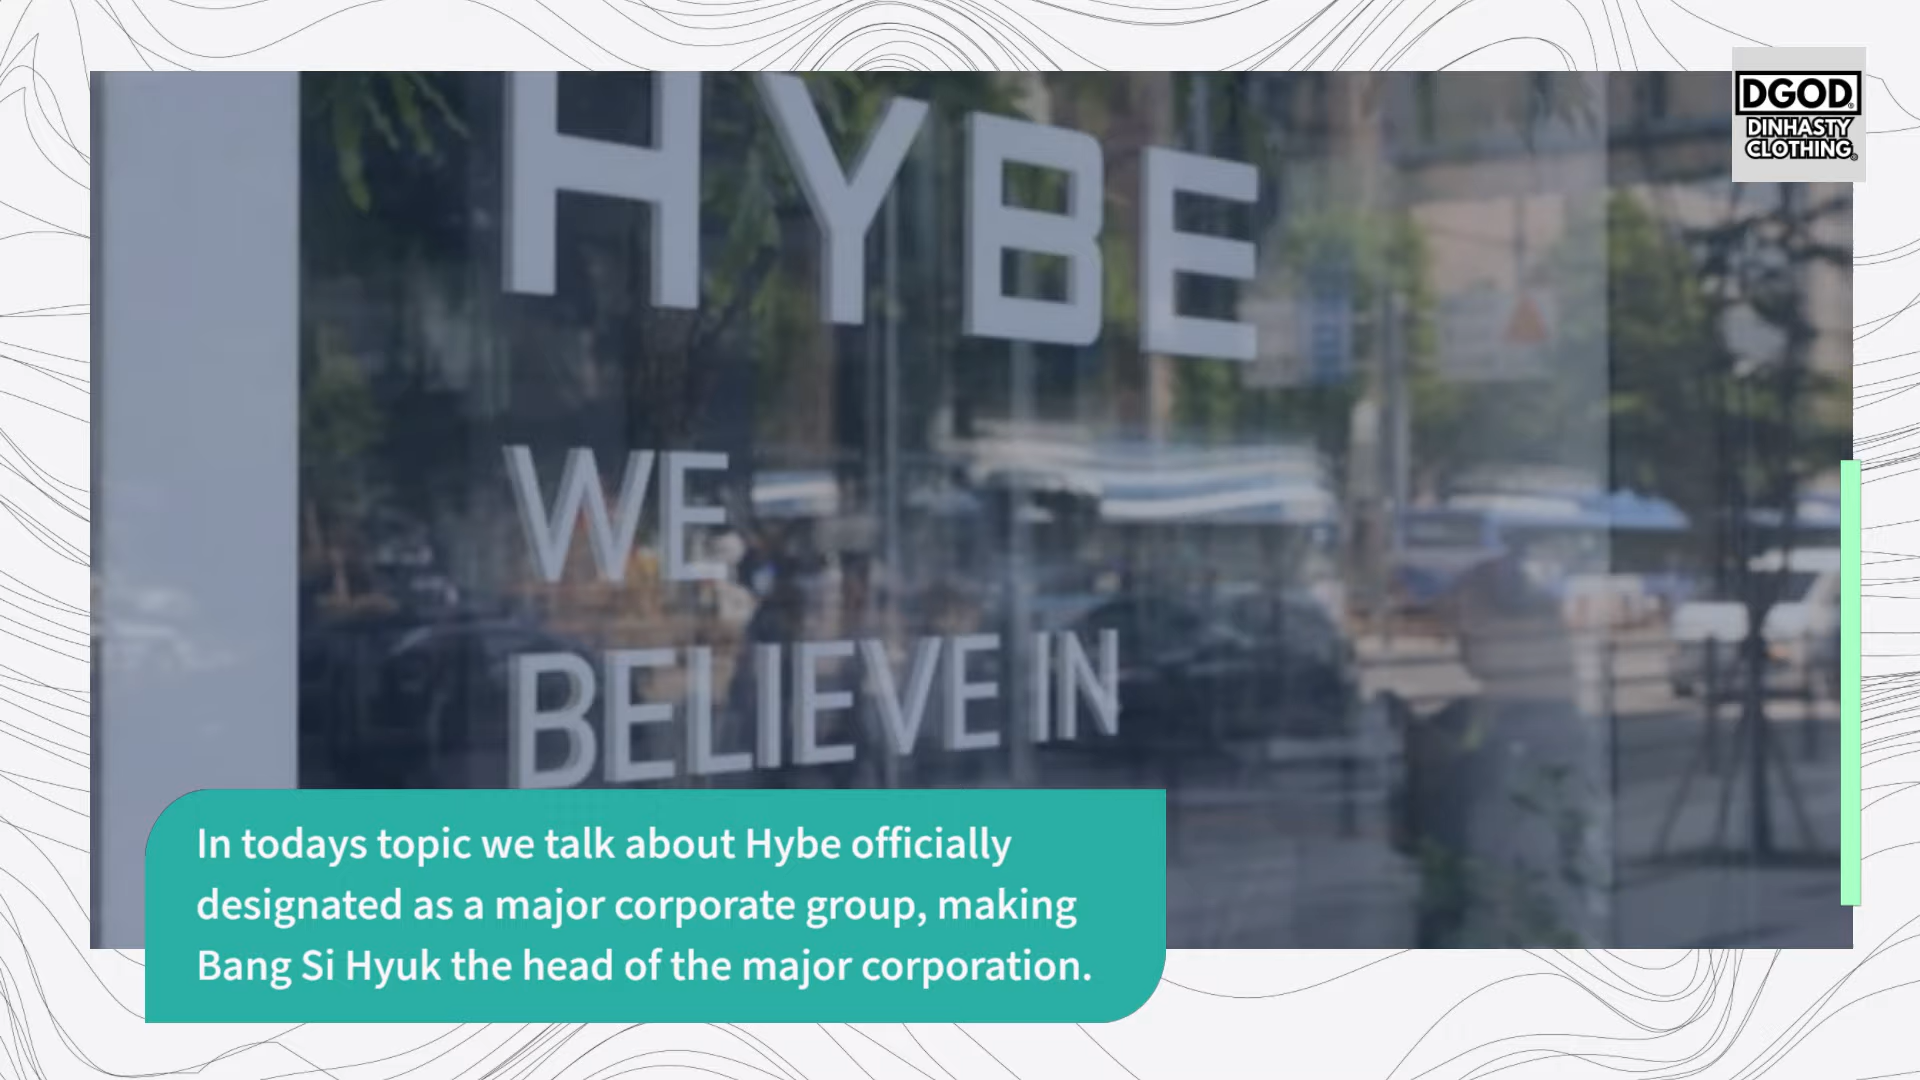 DGOD
DINHASTY
CLOTHING
HYBE
WE
BELIEVE IN
In todays topic we talk about Hybe officially
designated as a major corporate group, making
Bang Si Hyuk the head of the major corporation.